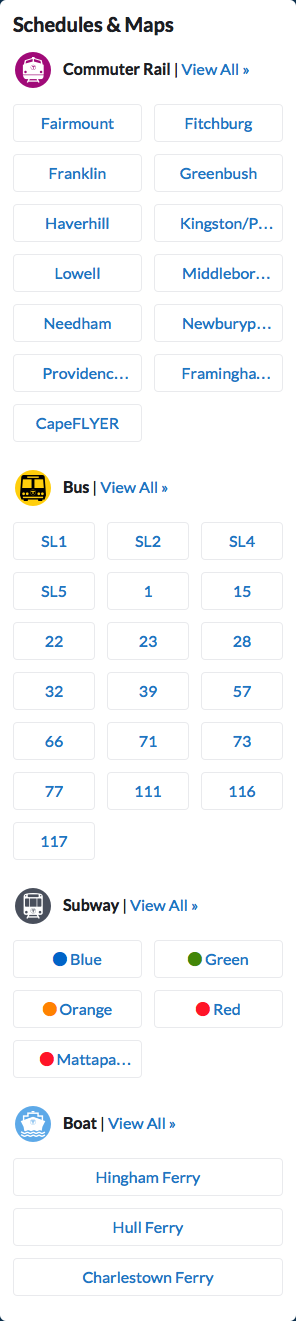 Schedules & Maps
Commuter Rail | View All »
Fairmount Fitchburg
Franklin Greenbush
Haverhill Kingston/P...
Lowell Middlebor...
Needham Newburyp...
Providenc... Framingha...
CapeFLYER
Bus | View All »
SL1 SL2 SL4
SL5 1 15
22 23 28
32 39 57
66 71 73
77 111 116
117
Subway | View All »
Blue Green
Orange Red
Mattapa...
Boat | View All »
Hingham Ferry
Hull Ferry
Charlestown Ferry